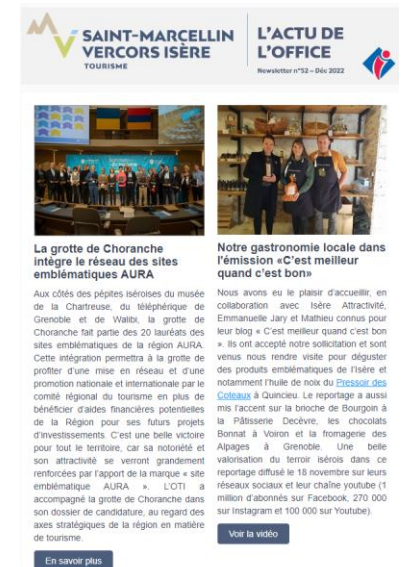 SAINT-MARCELLIN
VERCORS ISÈRE
TOURISME
L'ACTU DE
L'OFFICE
Newsletter n°52 – Déc 2022
La grotte de Choranche
intègre le réseau des sites
emblématiques AURA
Aux côtés des pépites iséroises du musée
de la Chartreuse, du téléphérique de
Grenoble et de Walibi, la grotte de
Choranche fait partie des 20 lauréats des
sites emblématiques de la région AURA.
Cette intégration permettra à la grotte de
profiter d'une mise en réseau et d'une
promotion nationale et internationale par le
comité régional du tourisme en plus de
bénéficier d'aides financières potentielles
de la Région pour ses futurs projets
d'investissements. C'est une belle victoire
pour tout le territoire, car sa notoriété et
son attractivité se verront grandement
renforcées par l'apport de la marque « site
emblématique AURA ». L'OTI a
accompagné la grotte de Choranche dans
son dossier de candidature, au regard des
axes stratégiques de la région en matière
de tourisme.
En savoir plus
Notre gastronomie locale dans
l'émission «C'est meilleur
quand c'est bon»
Nous avons eu le plaisir d'accueillir, en
collaboration avec Isère Attractivité,
Emmanuelle Jary et Mathieu connus pour
leur blog « C'est meilleur quand c'est bon
». Ils ont accepté notre sollicitation et sont
venus nous rendre visite pour déguster
des produits emblématiques de l'Isère et
notamment l'huile de noix du Pressoir des
Coteaux à Quincieu. Le reportage a aussi
mis l'accent sur la brioche de Bourgoin à
la Pâtisserie Decèvre, les chocolats
Bonnat à Voiron et la fromagerie des
Alpages à Grenoble. Une belle
valorisation du terroir isérois dans ce
reportage diffusé le 18 novembre sur leurs
réseaux sociaux et leur chaîne youtube (1
million d'abonnés sur Facebook, 270 000
sur Instagram et 100 000 sur Youtube).
Voir la vidéo